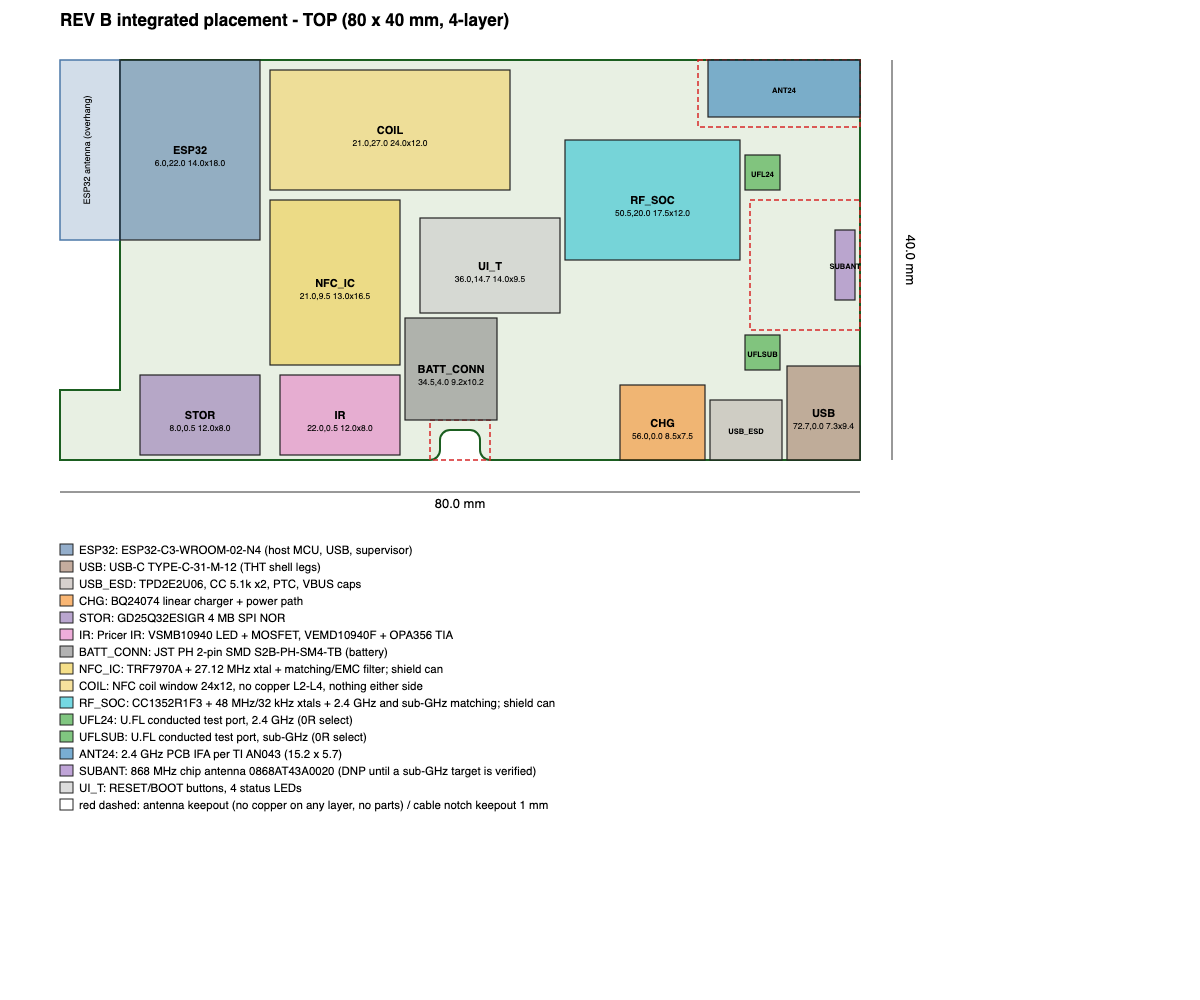 REV B integrated placement - TOP (80 x 40 mm, 4-layer)
ESP32 antenna (overhang)
ESP32
6.0,22.0 14.0x18.0
COIL
21.0,27.0 24.0x12.0
ANT24
RF_SOC
50.5,20.0 17.5x12.0
UFL24
SUBANT
40.0 mm
NFC_IC
21.0,9.5 13.0x16.5
UI_T
36.0,14.7 14.0x9.5
BATT_CONN
34.5,4.0 9.2x10.2
UFLSUB
STOR
8.0,0.5 12.0x8.0
IR
22.0,0.5 12.0x8.0
CHG
56.0,0.0 8.5x7.5
USB_ESD
USB
72.7,0.0 7.3x9.4
80.0 mm
ESP32: ESP32-C3-WROOM-02-N4 (host MCU, USB, supervisor)
USB: USB-C TYPE-C-31-M-12 (THT shell legs)
USB_ESD: TPD2E2U06, CC 5.1k x2, PTC, VBUS caps
CHG: BQ24074 linear charger + power path
STOR: GD25Q32ESIGR 4 MB SPI NOR
IR: Pricer IR: VSMB10940 LED + MOSFET, VEMD10940F + OPA356 TIA
BATT_CONN: JST PH 2-pin SMD S2B-PH-SM4-TB (battery)
NFC_IC: TRF7970A + 27.12 MHz xtal + matching/EMC filter; shield can
COIL: NFC coil window 24x12, no copper L2-L4, nothing either side
RF_SOC: CC1352R1F3 + 48 MHz/32 kHz xtals + 2.4 GHz and sub-GHz matching; shield can
UFL24: U.FL conducted test port, 2.4 GHz (0R select)
UFLSUB: U.FL conducted test port, sub-GHz (0R select)
ANT24: 2.4 GHz PCB IFA per TI AN043 (15.2 x 5.7)
SUBANT: 868 MHz chip antenna 0868AT43A0020 (DNP until a sub-GHz target is verified)
UI_T: RESET/BOOT buttons, 4 status LEDs
red dashed: antenna keepout (no copper on any layer, no parts) / cable notch keepout 1 mm